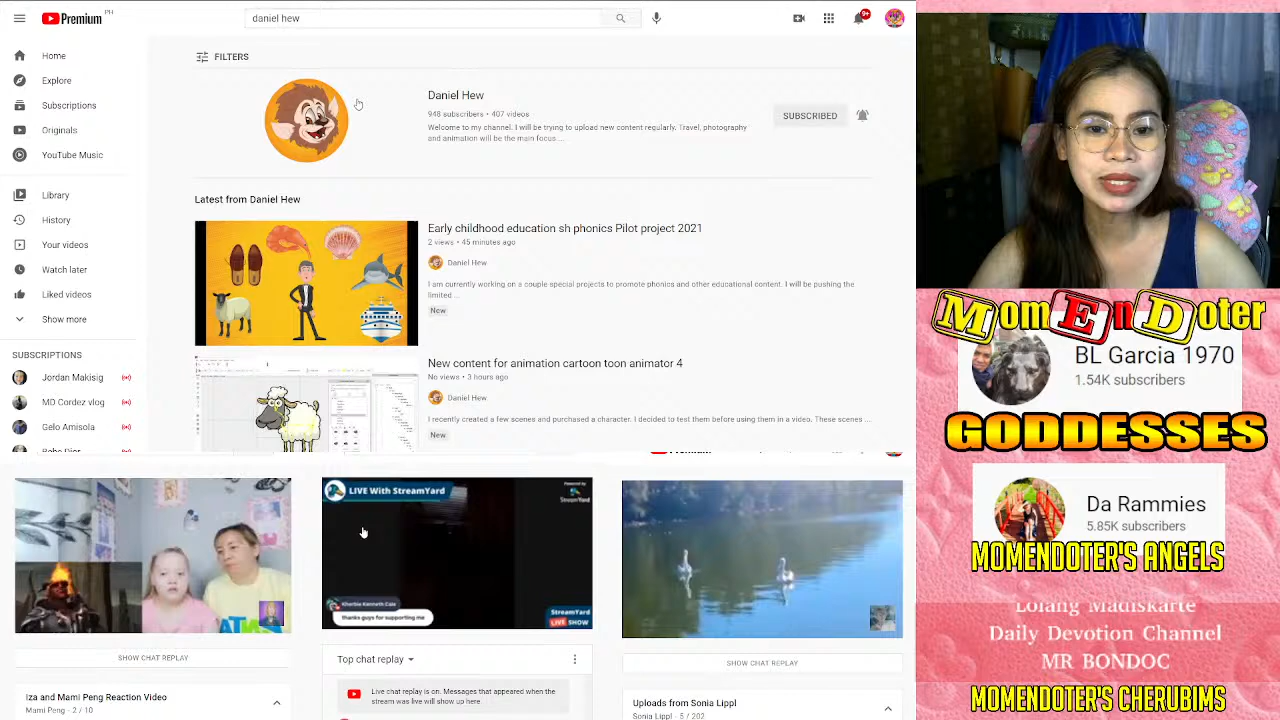 Premium PH
daniel hew
9+
Home
Explore
Subscriptions
Originals
YouTube Music
Library
History
Your videos
Watch later
Liked videos
Show more
SUBSCRIPTIONS
Jordan Makisig
MD Cordez vlog
Gelo Amisola
FILTERS
Daniel Hew
948 subscribers • 407 videos
Welcome to my channel. I will be trying to upload new content regularly, Travel, photography
and animation will be the main focus ...
SUBSCRIBED
Latest from Daniel Hew
Early childhood education sh phonics Pilot project 2021
2 views • 45 minutes ago
Daniel Hew
I am currently working on a couple special projects to promote phonics and other educational content. I will be pushing the
limited ...
New
New content for animation cartoon toon animator 4
No views • 3 hours ago
Daniel Hew
I recently created a few scenes and purchased a character. I decided to test them before using them in a video. These scenes ...
New
SHOW CHAT REPLAY
Iza and Mami Peng Reaction Video
Mami Peng - 2 / 10
LIVE With StreamYard
Powered by
StreamYard
Kherbie Kenneth Caia
thanks guys for supporting me
StreamYard
LIVE SHOW
Top chat replay
Live chat replay is on. Messages that appeared when the
stream was live will show up here.
SHOW CHAT REPLAY
Uploads from Sonia Lippl
Sonia Lippl - 5 / 202
MomEnDoter
BL Garcia 1970
1.54K subscribers
GODDESSES
Da Rammies
5.85K subscribers
MOMENDOTER'S ANGELS
Lolang Madiskarte
Daily Devotion Channel
MR BONDOC
MOMENDOTER'S CHERUBIMS